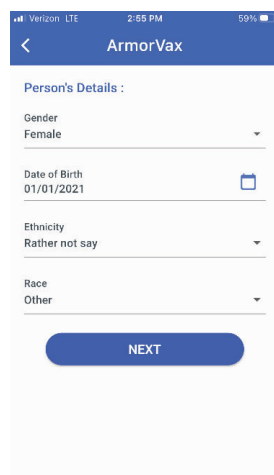 Verizon LTE 2:55 PM 59%
ArmorVax
Person's Details :
Gender
Female
Date of Birth
01/01/2021
Ethnicity
Rather not say
Race
Other
NEXT